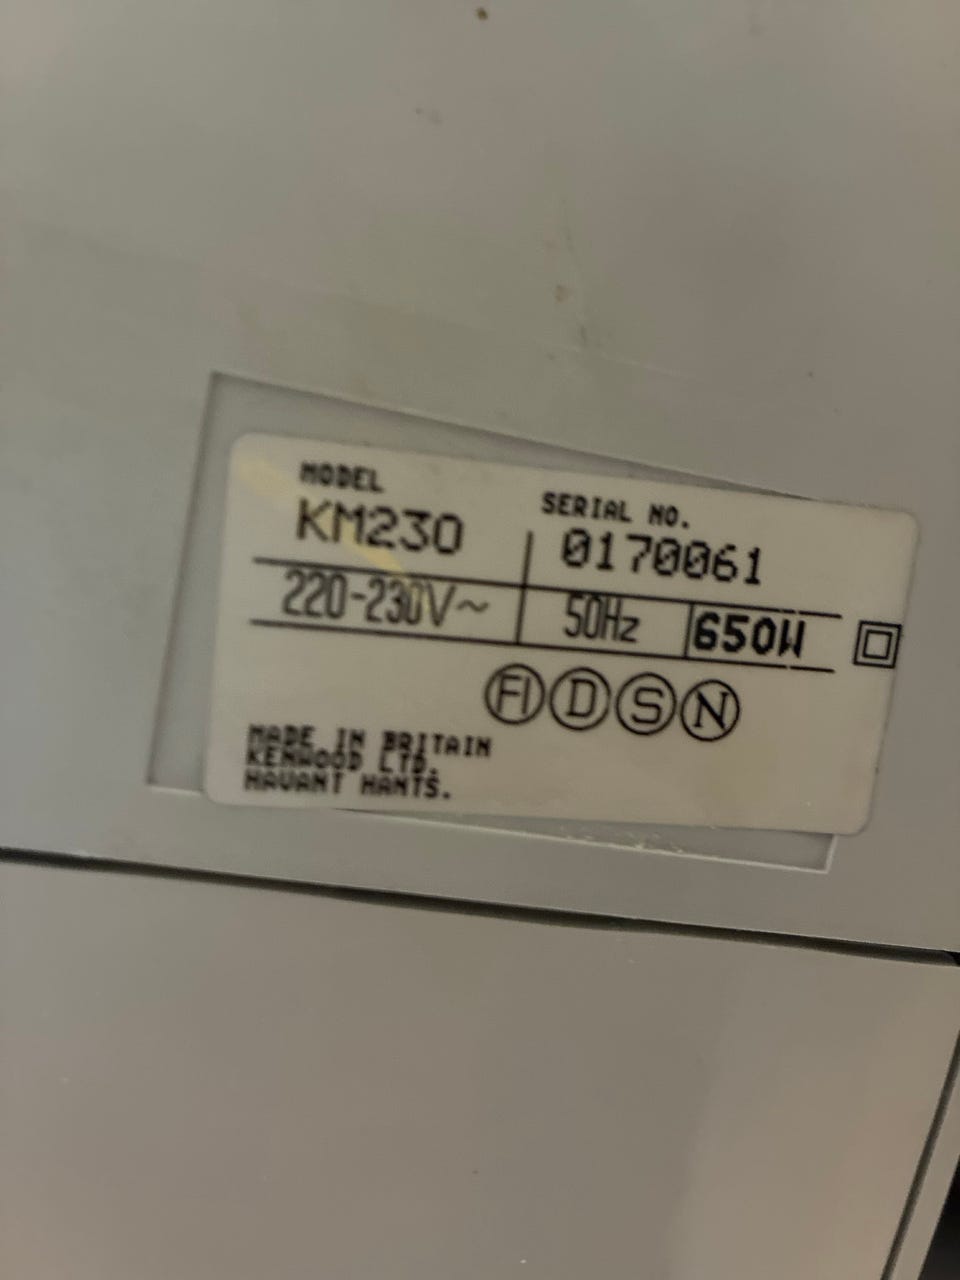 MODEL
KM230
SERIAL NO.
0170061
220-230V~ 50Hz 650W
FI D S N
MADE IN BRITAIN
KENWOOD LTD.
HAVANT HANTS.